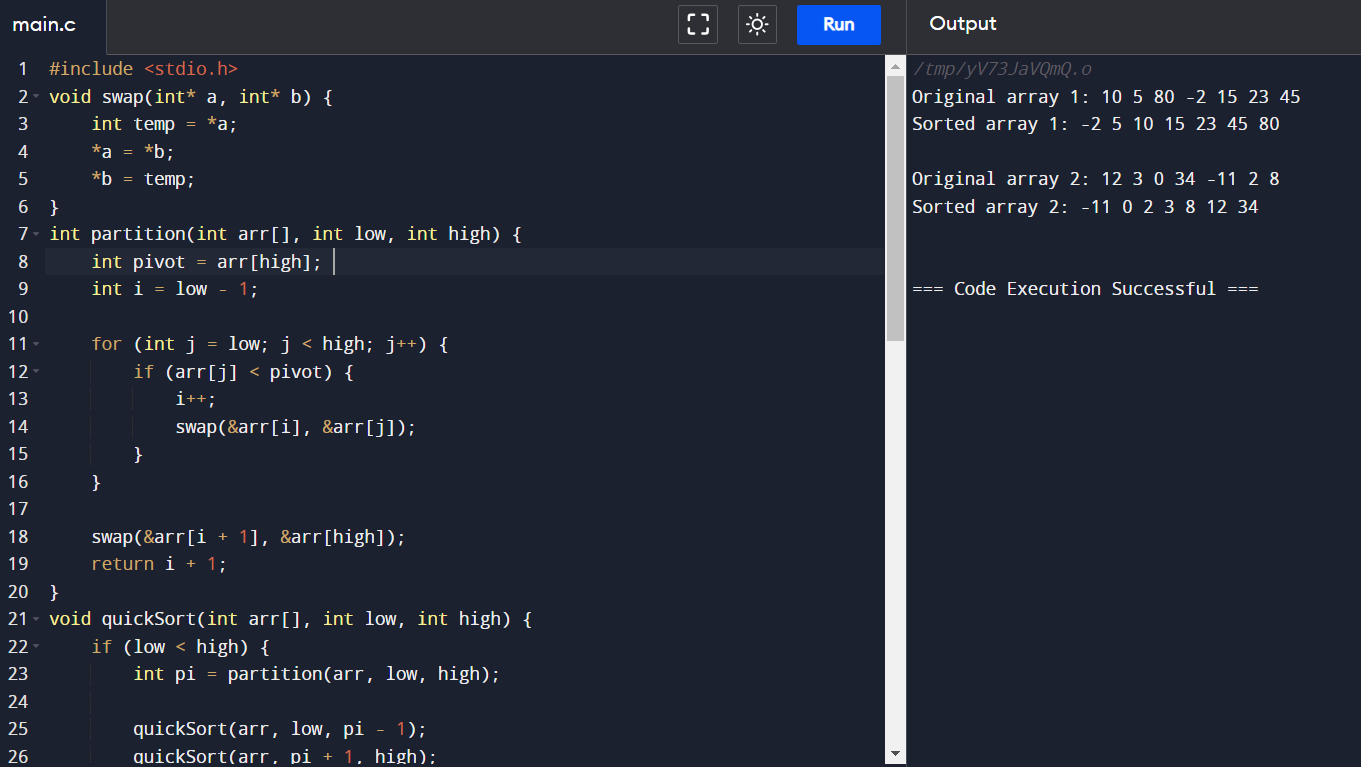 main.c
Run
Output
1 #include <stdio.h>
2 void swap(int* a, int* b) {
3     int temp = *a;
4     *a = *b;
5     *b = temp;
6 }
7 int partition(int arr[], int low, int high) {
8     int pivot = arr[high];
9     int i = low - 1;
10
11     for (int j = low; j < high; j++) {
12         if (arr[j] < pivot) {
13             i++;
14             swap(&arr[i], &arr[j]);
15         }
16     }
17
18     swap(&arr[i + 1], &arr[high]);
19     return i + 1;
20 }
21 void quickSort(int arr[], int low, int high) {
22     if (low < high) {
23         int pi = partition(arr, low, high);
24
25         quickSort(arr, low, pi - 1);
26         quickSort(arr, pi + 1, high);
/tmp/yV73JaVQmQ.o
Original array 1: 10 5 80 -2 15 23 45
Sorted array 1: -2 5 10 15 23 45 80
Original array 2: 12 3 0 34 -11 2 8
Sorted array 2: -11 0 2 3 8 12 34
=== Code Execution Successful ===